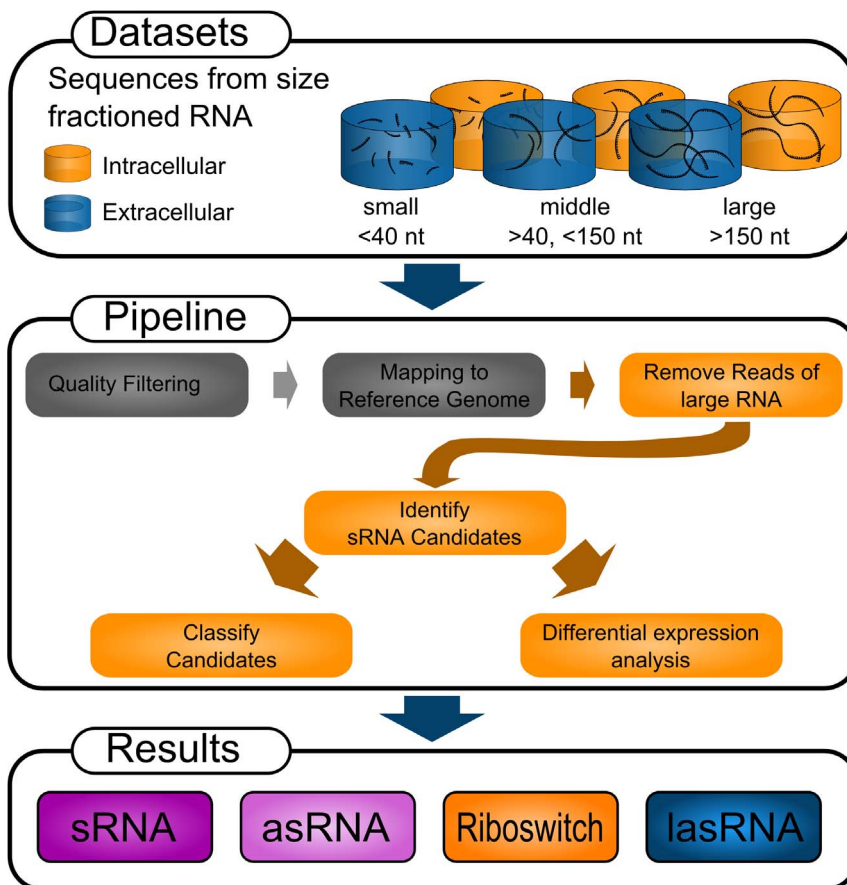 Datasets
Sequences from size
fractioned RNA
Intracellular
Extracellular
small
<40 nt
middle
>40, <150 nt
large
>150 nt
Pipeline
Quality Filtering
Mapping to
Reference Genome
Remove Reads of
large RNA
Identify
sRNA Candidates
Classify
Candidates
Differential expression
analysis
Results
sRNA
asRNA
Riboswitch
lasRNA